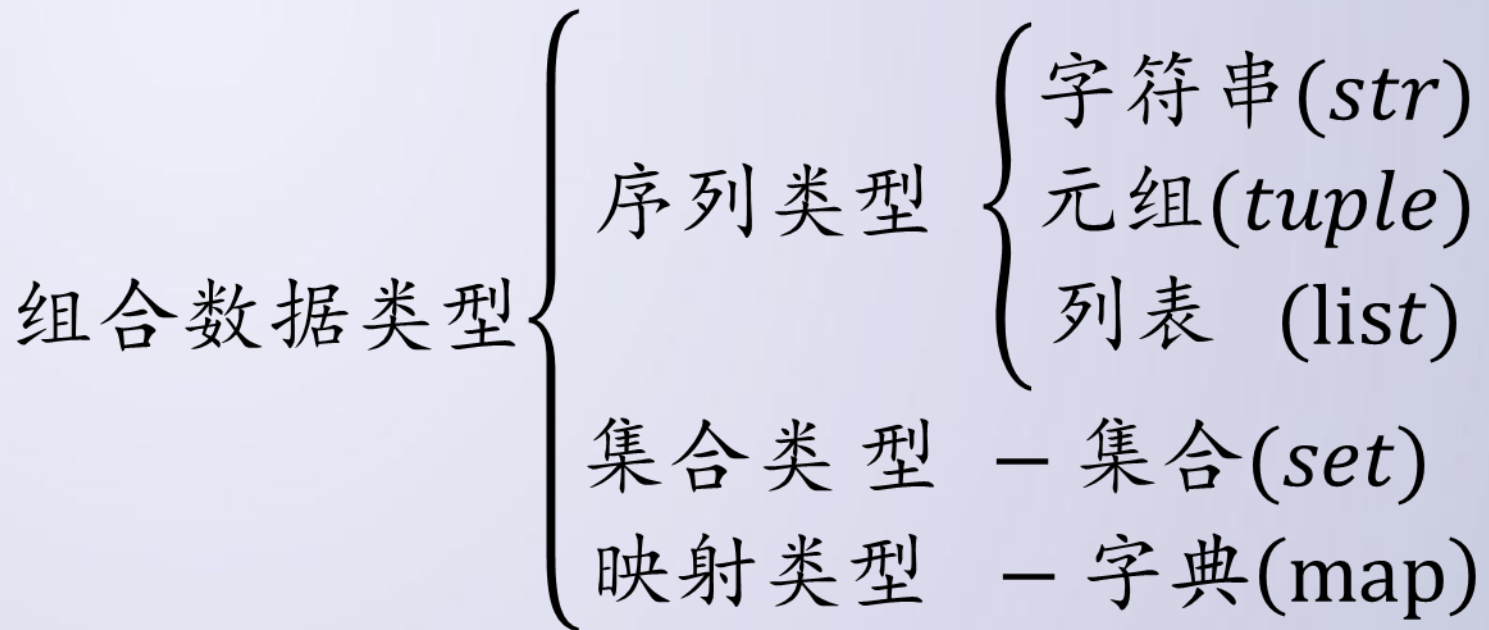 组合数据类型
序列类型
字符串(str)
元组(tuple)
列表 (list)
集合类型 - 集合(set)
映射类型 - 字典(map)